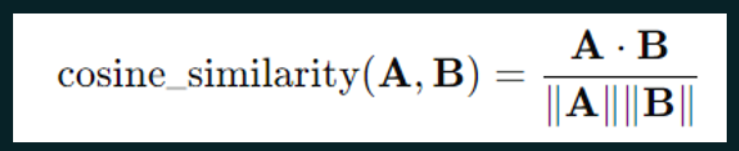 cosine_similarity(A, B) = A · B
‖A‖‖B‖